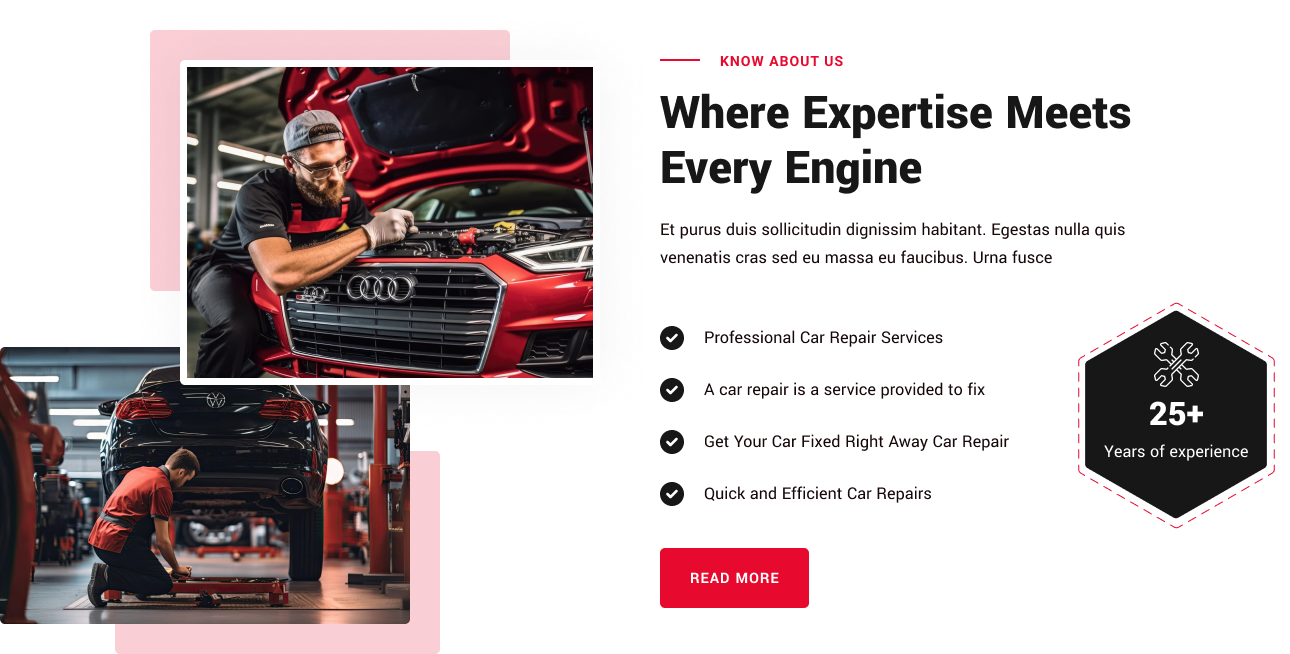 KNOW ABOUT US
Where Expertise Meets
Every Engine
Et purus duis sollicitudin dignissim habitant. Egestas nulla quis
venenatis cras sed eu massa eu faucibus. Urna fusce
Professional Car Repair Services
A car repair is a service provided to fix
Get Your Car Fixed Right Away Car Repair
Quick and Efficient Car Repairs
25+
Years of experience
READ MORE